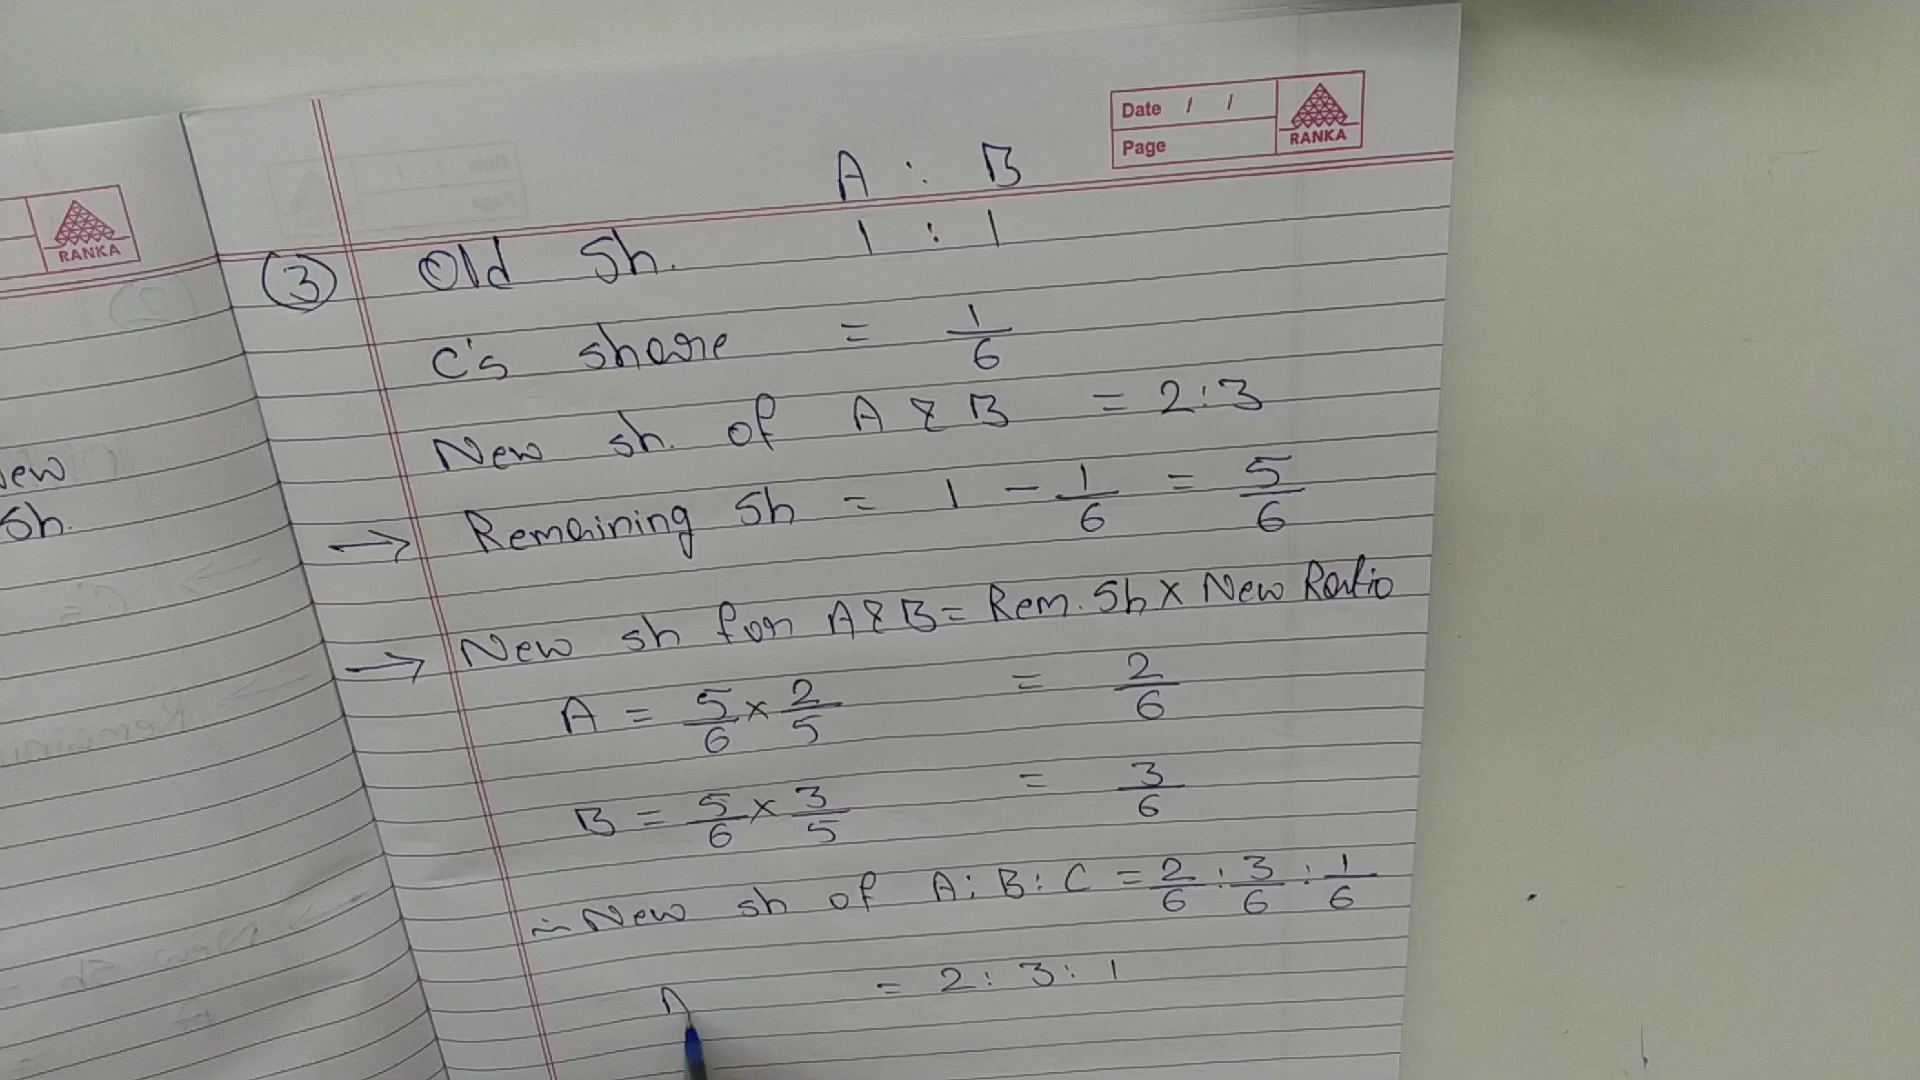 RANKA
ew
Sh.
Date / /
Page
RANKA
A : B
③ Old Sh. 1 : 1
C's share = 1/6
New sh. of A & B = 2:3
→ Remaining Sh = 1 - 1/6 = 5/6
→ New sh for A & B = Rem. Sh × New Ratio
A = 5/6 × 2/5 = 2/6
B = 5/6 × 3/5 = 3/6
∴ New sh of A : B : C = 2/6 : 3/6 : 1/6
= 2 : 3 : 1